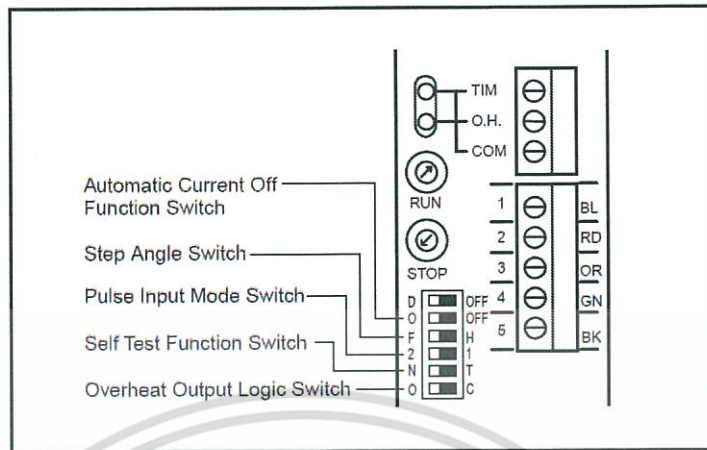 TIM
O.H.
COM
RUN
STOP
Automatic Current Off
Function Switch
Step Angle Switch
Pulse Input Mode Switch
Self Test Function Switch
Overheat Output Logic Switch
D OFF
O OFF
F H
2 1
N T
O C
1 BL
2 RD
3 OR
4 GN
5 BK